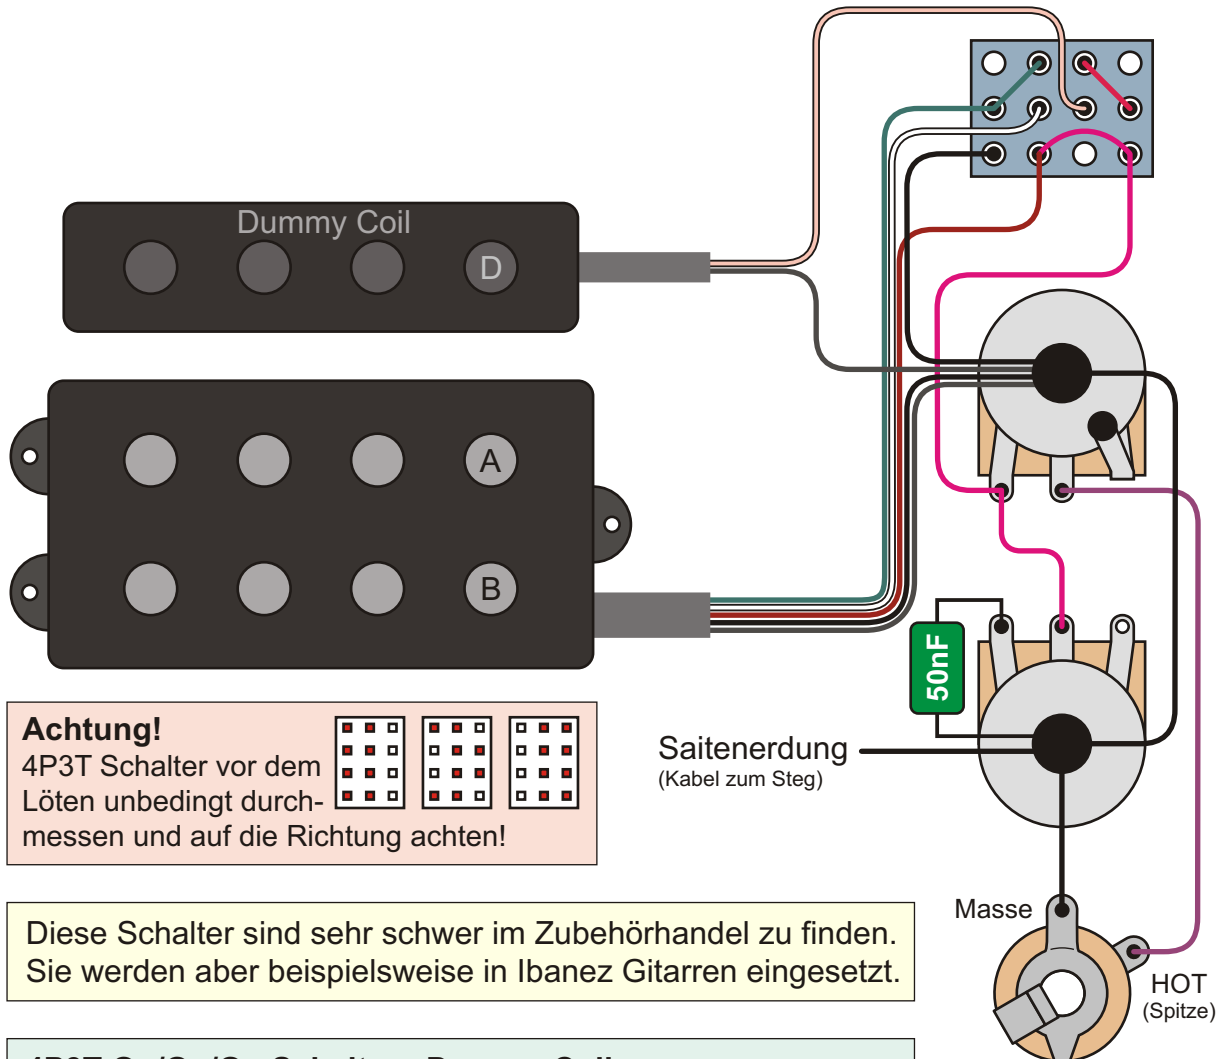 Dummy Coil
D
A
B
50nF
Achtung!
4P3T Schalter vor dem
Löten unbedingt durch-
messen und auf die Richtung achten!
Saitenerdung
(Kabel zum Steg)
Masse
HOT
(Spitze)
Diese Schalter sind sehr schwer im Zubehörhandel zu finden.
Sie werden aber beispielsweise in Ibanez Gitarren eingesetzt.